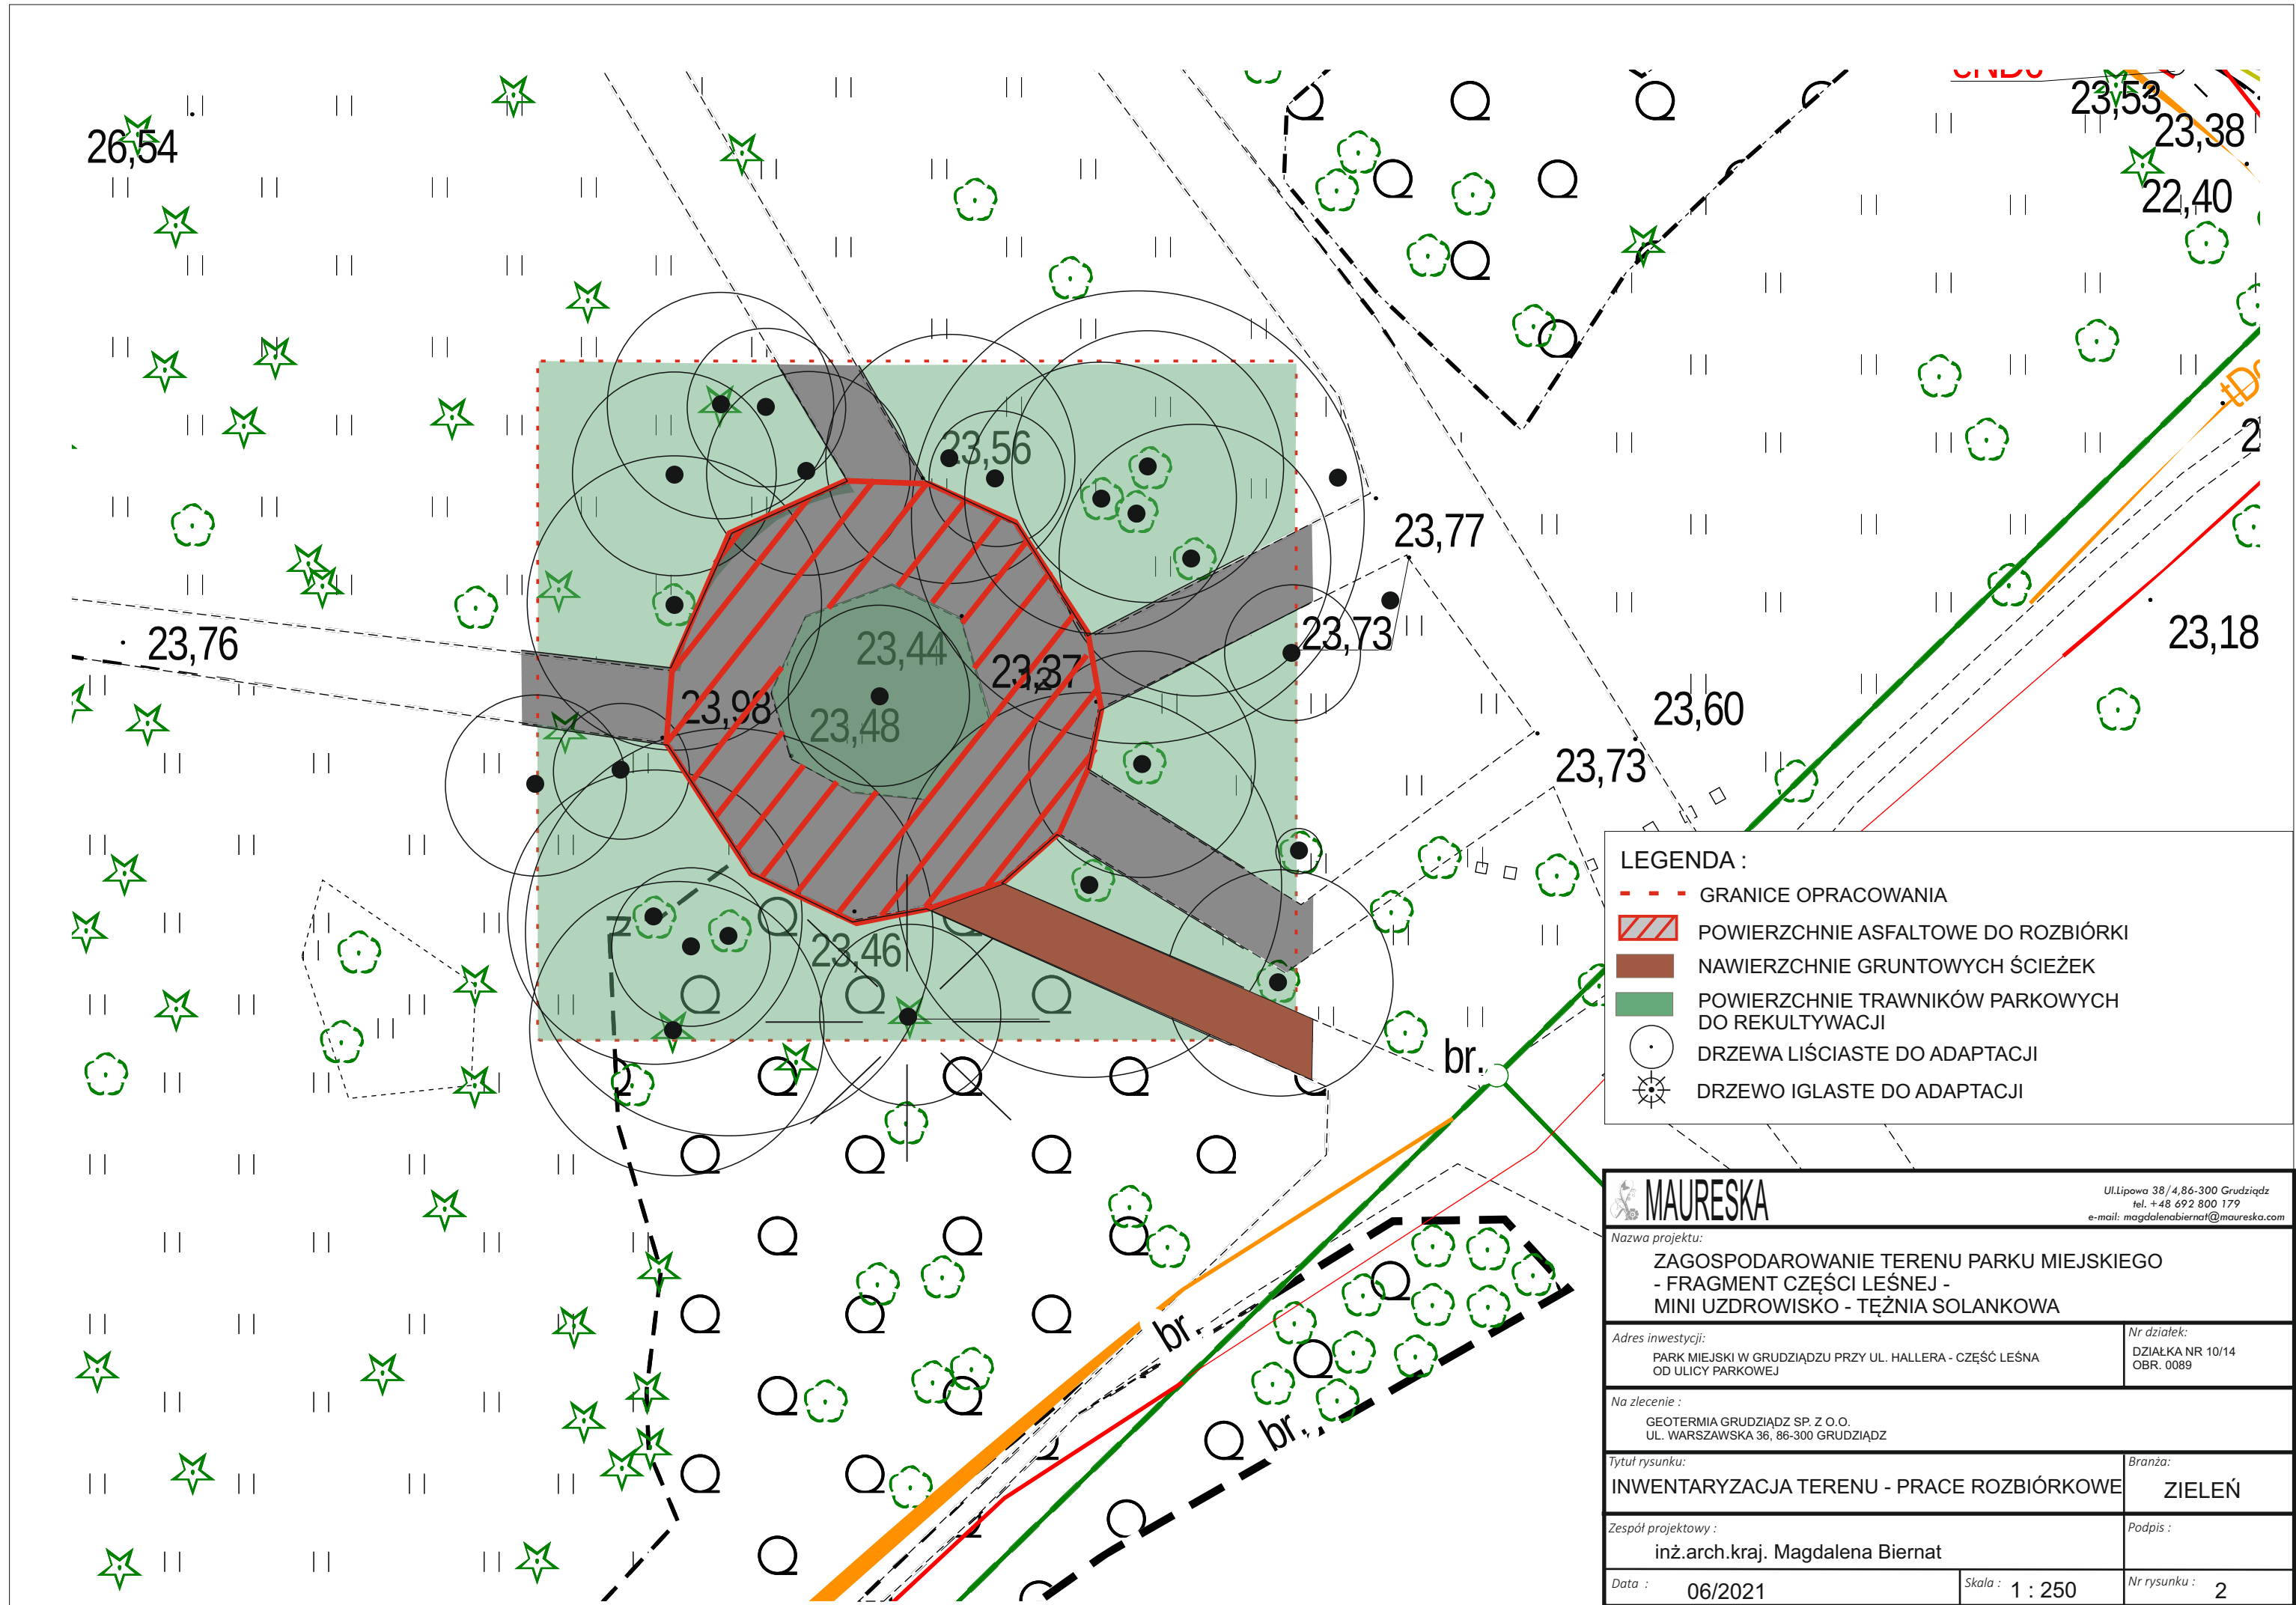 26,54
23,53
23,38
22,40
23,56
23,77
23,76
23,44
23,37
12
23,73
23,18
23,98
23,48
23,60
23,73
23,46
br.
br.
br.
LEGENDA :
GRANICE OPRACOWANIA
POWIERZCHNIE ASFALTOWE DO ROZBIÓRKI
NAWIERZCHNIE GRUNTOWYCH ŚCIEŻEK
POWIERZCHNIE TRAWNIKÓW PARKOWYCH
DO REKULTYWACJI
DRZEWA LIŚCIASTE DO ADAPTACJI
DRZEWO IGLASTE DO ADAPTACJI
MAURESKA
Ul.Lipowa 38/4,86-300 Grudziądz
tel. +48 692 800 179
e-mail: magdalenabiernat@maureska.com
Nazwa projektu:
ZAGOSPODAROWANIE TERENU PARKU MIEJSKIEGO
- FRAGMENT CZĘŚCI LEŚNEJ -
MINI UZDROWISKO - TĘŻNIA SOLANKOWA
Adres inwestycji:
PARK MIEJSKI W GRUDZIĄDZU PRZY UL. HALLERA - CZĘŚĆ LEŚNA
OD ULICY PARKOWEJ
Nr działek:
DZIAŁKA NR 10/14
OBR. 0089
Na zlecenie :
GEOTERMIA GRUDZIĄDZ SP. Z O.O.
UL. WARSZAWSKA 36, 86-300 GRUDZIĄDZ
Tytuł rysunku:
INWENTARYZACJA TERENU - PRACE ROZBIÓRKOWE
Branża:
ZIELEŃ
Zespół projektowy :
inż.arch.kraj. Magdalena Biernat
Podpis :
Data : 06/2021
Skala : 1 : 250
Nr rysunku : 2